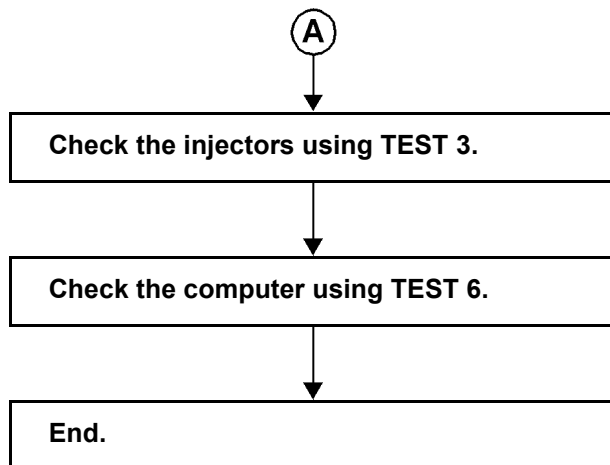 A
Check the injectors using TEST 3.
Check the computer using TEST 6.
End.